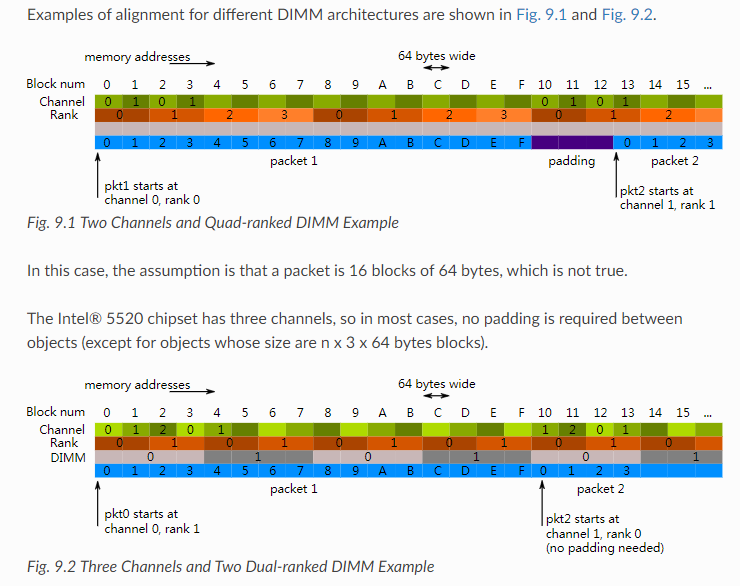 Examples of alignment for different DIMM architectures are shown in Fig. 9.1 and Fig. 9.2.
memory addresses 64 bytes wide
Block num 0 1 2 3 4 5 6 7 8 9 A B C D E F 10 11 12 13 14 15 ...
Channel 0 1 0 1 0 1 0 1
Rank 0 1 2 3 0 1 2 3 0 1 2
0 1 2 3 4 5 6 7 8 9 A B C D E F 0 1 2 3
packet 1 padding packet 2
pkt1 starts at
channel 0, rank 0
pkt2 starts at
channel 1, rank 1
Fig. 9.1 Two Channels and Quad-ranked DIMM Example
In this case, the assumption is that a packet is 16 blocks of 64 bytes, which is not true.
The Intel® 5520 chipset has three channels, so in most cases, no padding is required between
objects (except for objects whose size are n x 3 x 64 bytes blocks).
memory addresses 64 bytes wide
Block num 0 1 2 3 4 5 6 7 8 9 A B C D E F 10 11 12 13 14 15 ...
Channel 0 1 2 0 1 1 2 0 1
Rank 0 1 0 1 0 1 0 1 0 1 0
DIMM 0 1 0 1 0 1
0 1 2 3 4 5 6 7 8 9 A B C D E F 0 1 2 3
packet 1 packet 2
pkt0 starts at
channel 0, rank 1
pkt2 starts at
channel 1, rank 0
(no padding needed)
Fig. 9.2 Three Channels and Two Dual-ranked DIMM Example